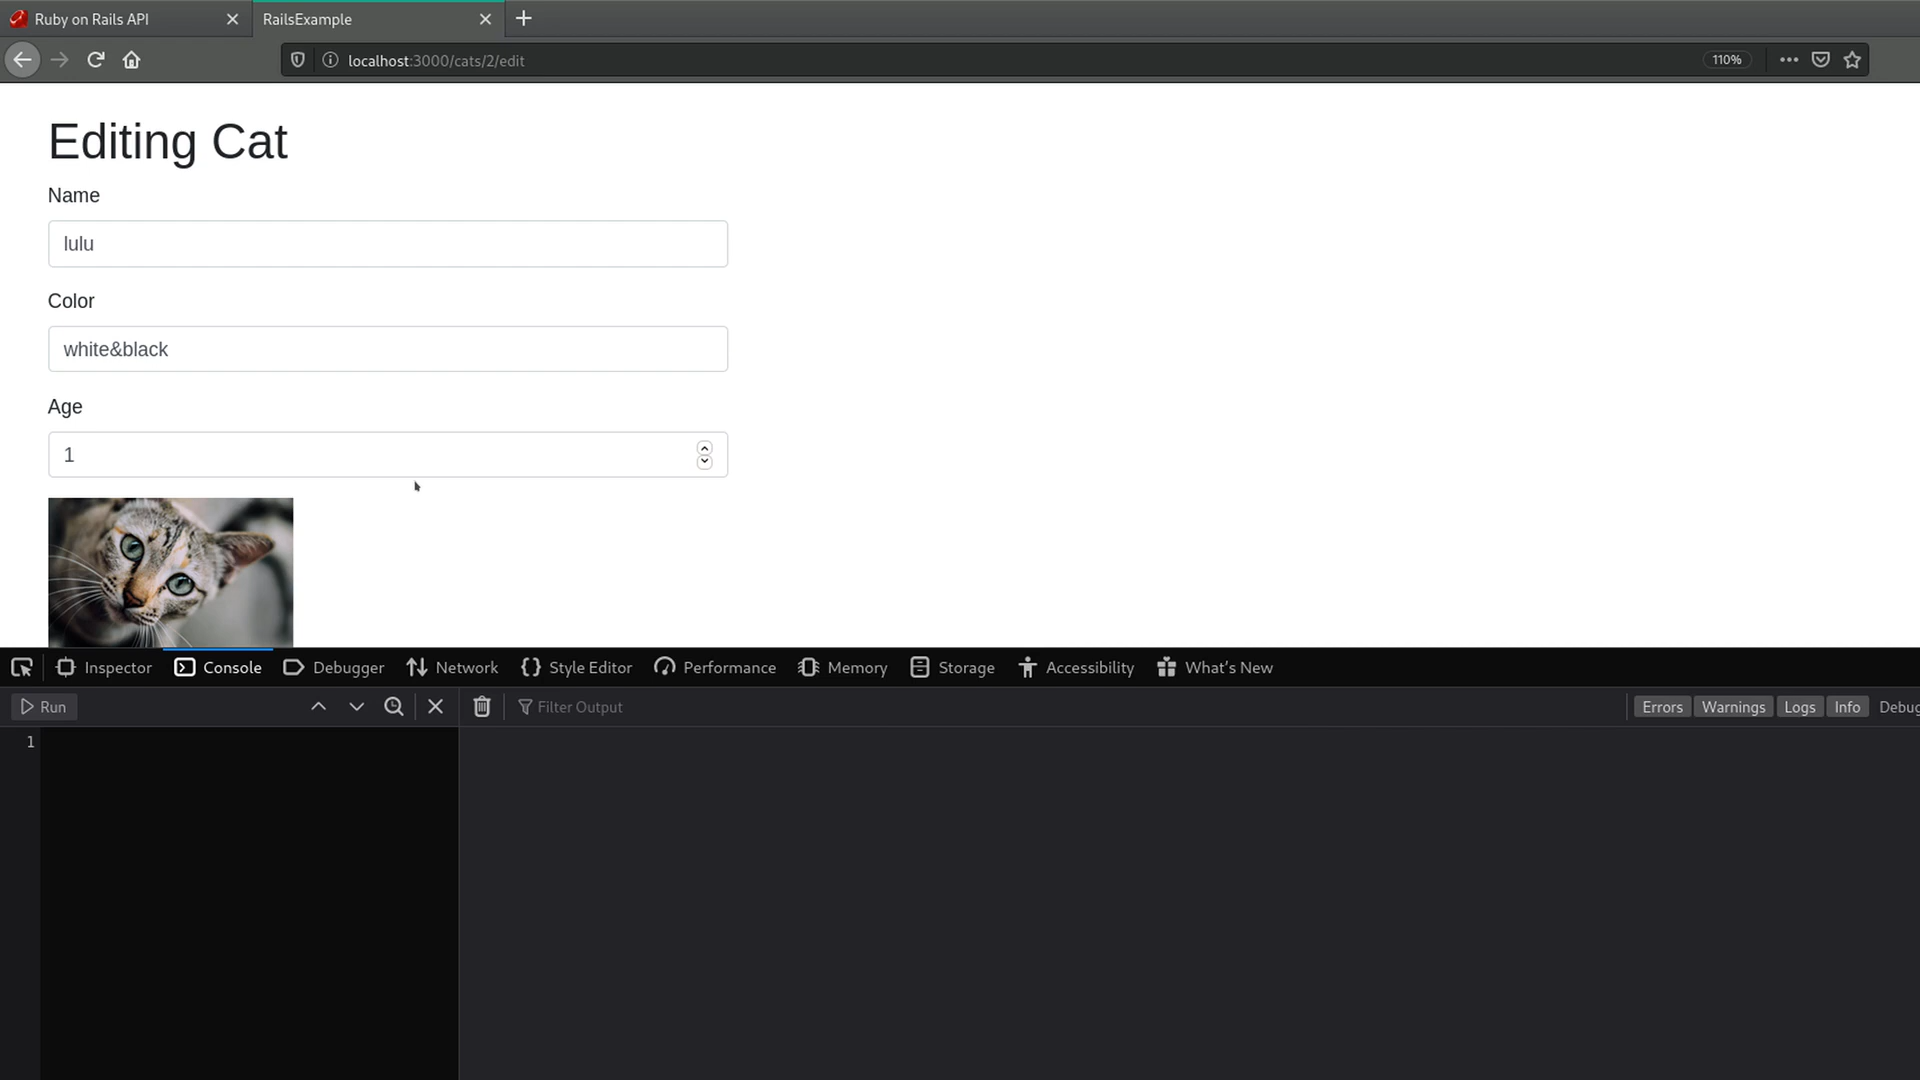 Ruby on Rails API
RailsExample
localhost:3000/cats/2/edit
110%
Editing Cat
Name
lulu
Color
white&black
Age
1
Inspector
Console
Debugger
Network
Style Editor
Performance
Memory
Storage
Accessibility
What's New
Run
Filter Output
Errors
Warnings
Logs
Info
Debug
1